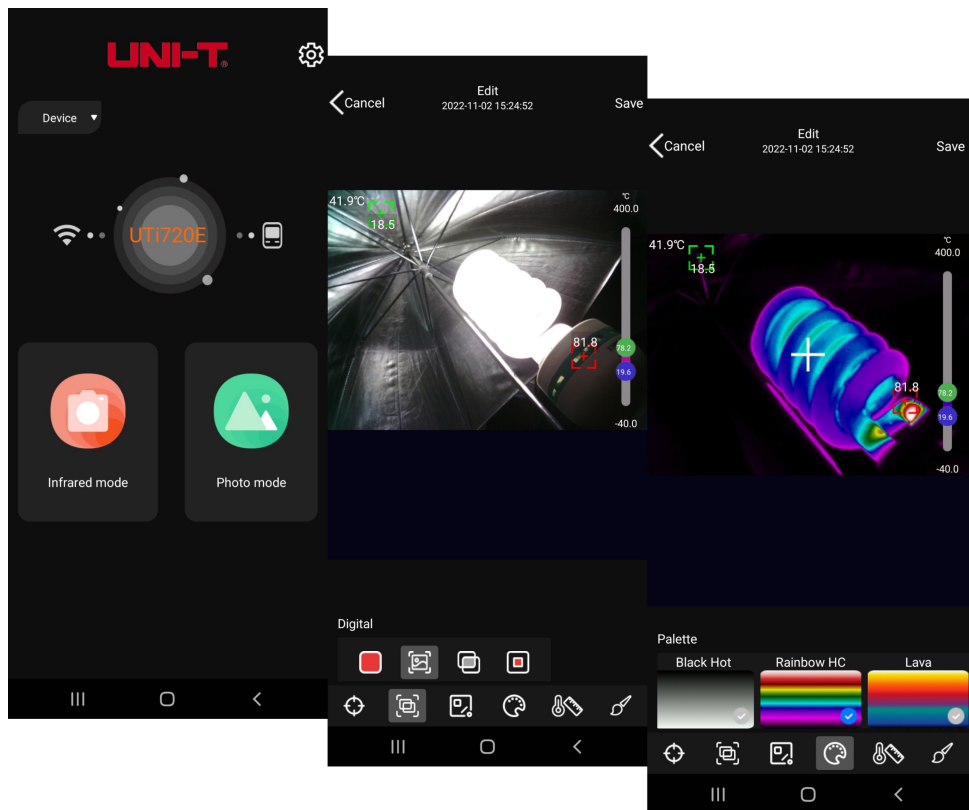 UNI-T®
Device
UTi720E
Infrared mode
Photo mode
Cancel
Edit
2022-11-02 15:24:52
Save
41.9℃
18.5
81.8
℃
400.0
78.2
19.6
-40.0
Digital
Cancel
Edit
2022-11-02 15:24:52
Save
41.9℃
18.5
81.8
℃
400.0
78.2
19.6
-40.0
Palette
Black Hot
Rainbow HC
Lava